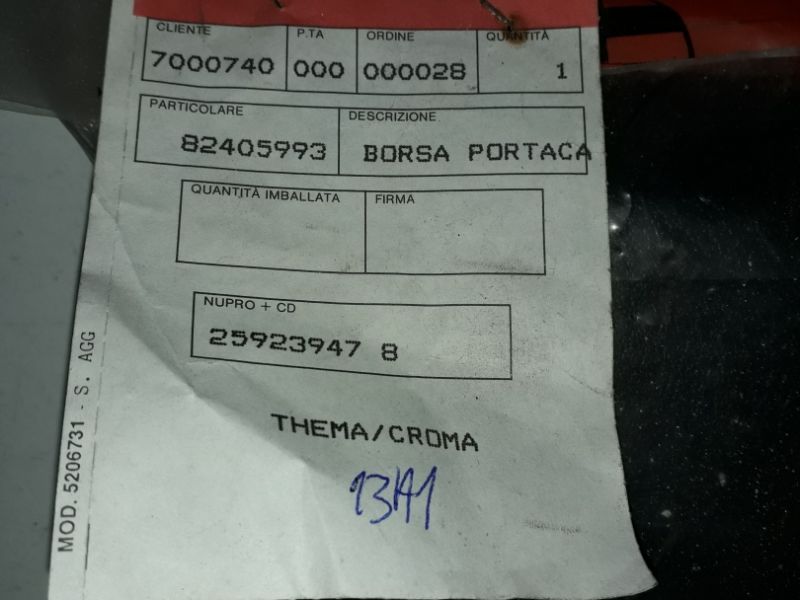 CLIENTE P.TA ORDINE QUANTITÀ
7000740 000 000028 1
PARTICOLARE DESCRIZIONE
82405993 BORSA PORTACA
QUANTITÀ IMBALLATA FIRMA
NUPRO + CD
25923947 8
THEMA/CROMA
13A1
MOD. 5206731 - S. AGG